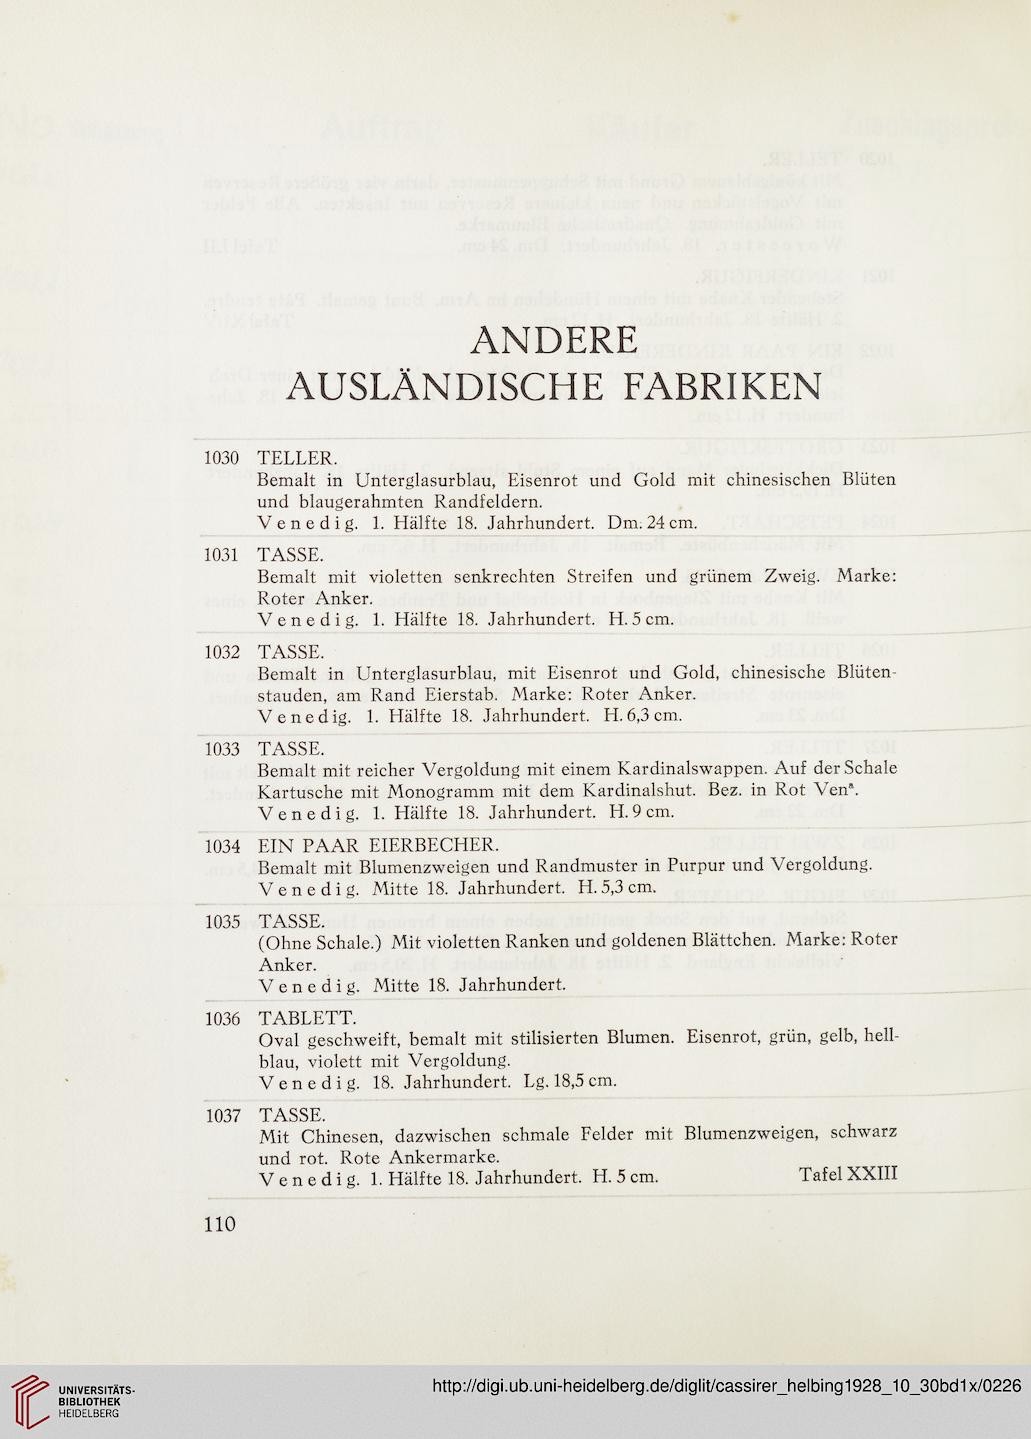 ANDERE
AUSLÄNDISCHE FABRIKEN
1030 TELLER.
Bemalt in Unterglasurblau, Eisenrot und Gold mit chinesischen Blüten
und blaugerahmten Randfeldern.
Venedig. 1. Hälfte 18. Jahrhundert. Dm. 24 cm.
1031 TASSE.
Bemalt mit violetten senkrechten Streifen und grünem Zweig. Marke:
Roter Anker.
Venedig. 1. Hälfte 18. Jahrhundert. H. 5 cm.
1032 TASSE.
Bemalt in Unterglasurblau, mit Eisenrot und Gold, chinesische Blüten-
stauden, am Rand Eierstab. Marke: Roter Anker.
Venedig. 1. Hälfte 18. Jahrhundert. H. 6,3 cm.
1033 TASSE.
Bemalt mit reicher Vergoldung mit einem Kardinalswappen. Auf der Schale
Kartusche mit Monogramm mit dem Kardinalshut. Bez. in Rot Venª.
Venedig. 1. Hälfte 18. Jahrhundert. H. 9 cm.
1034 EIN PAAR EIERBECHER.
Bemalt mit Blumenzweigen und Randmuster in Purpur und Vergoldung.
Venedig. Mitte 18. Jahrhundert. H. 5,3 cm.
1035 TASSE.
(Ohne Schale.) Mit violetten Ranken und goldenen Blättchen. Marke: Roter
Anker.
Venedig. Mitte 18. Jahrhundert.
1036 TABLETT.
Oval geschweift, bemalt mit stilisierten Blumen. Eisenrot, grün, gelb, hell-
blau, violett mit Vergoldung.
Venedig. 18. Jahrhundert. Lg. 18,5 cm.
1037 TASSE.
Mit Chinesen, dazwischen schmale Felder mit Blumenzweigen, schwarz
und rot. Rote Ankermarke.
Venedig. 1. Hälfte 18. Jahrhundert. H. 5 cm. Tafel XXIII
110
UNIVERSITÄTS-
BIBLIOTHEK
HEIDELBERG
http://digi.ub.uni-heidelberg.de/diglit/cassirer_helbing1928_10_30bd1x/0226